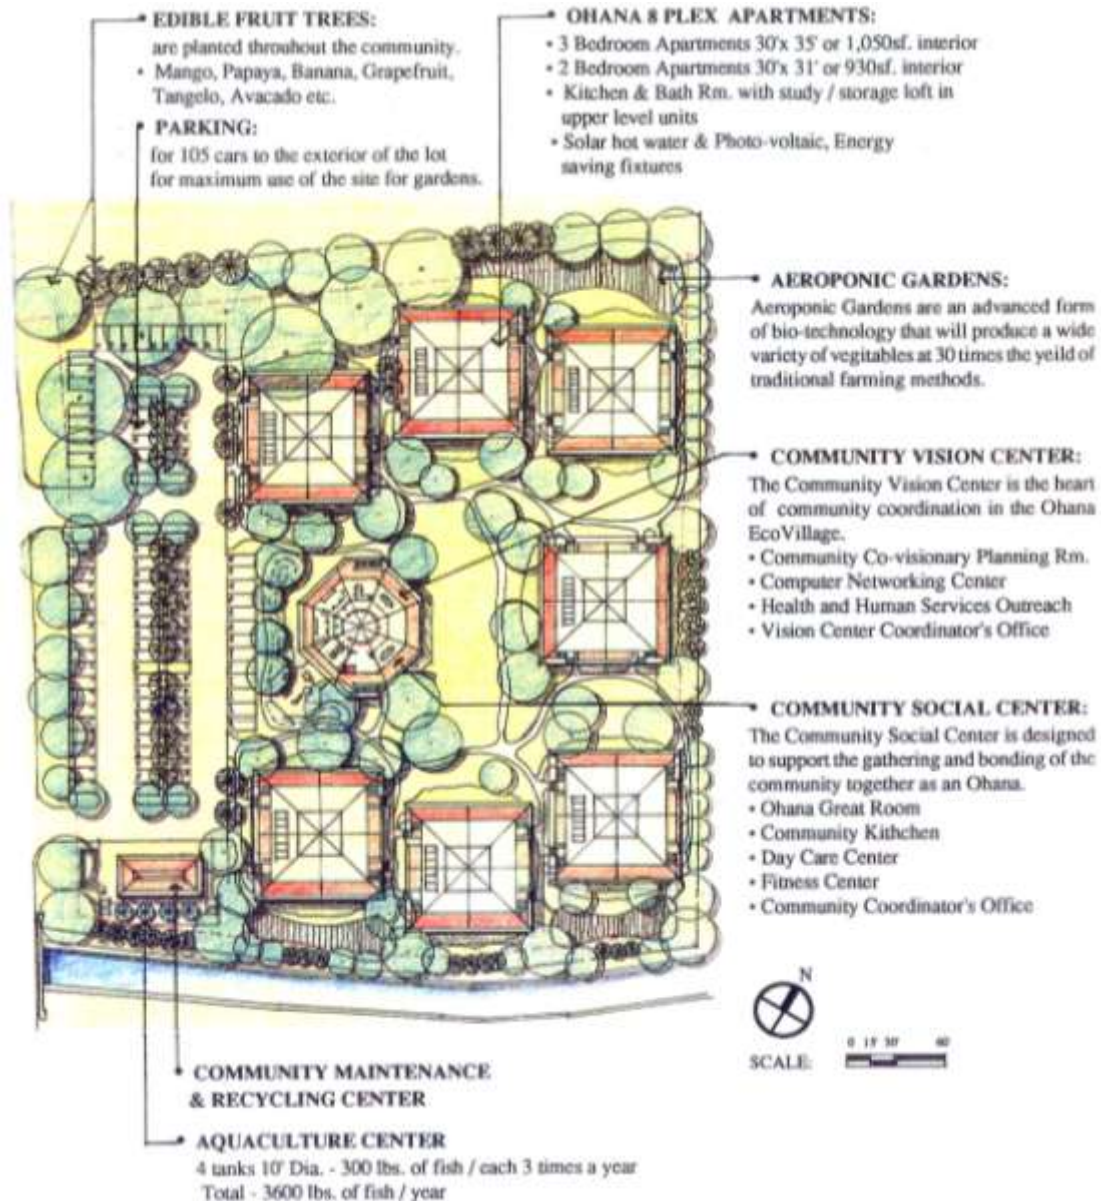 EDIBLE FRUIT TREES:
are planted throuhout the community.
• Mango, Papaya, Banana, Grapefruit,
Tangelo, Avacado etc.
PARKING:
for 105 cars to the exterior of the lot
for maximum use of the site for gardens.
OHANA 8 PLEX APARTMENTS:
• 3 Bedroom Apartments 30'x 35' or 1,050sf. interior
• 2 Bedroom Apartments 30'x 31' or 930sf. interior
• Kitchen & Bath Rm. with study / storage loft in
upper level units
• Solar hot water & Photo-voltaic, Energy
saving fixtures
AEROPONIC GARDENS:
Aeroponic Gardens are an advanced form
of bio-technology that will produce a wide
variety of vegitables at 30 times the yeild of
traditional farming methods.
COMMUNITY VISION CENTER:
The Community Vision Center is the heart
of community coordination in the Ohana
EcoVillage.
• Community Co-visionary Planning Rm.
• Computer Networking Center
• Health and Human Services Outreach
• Vision Center Coordinator's Office
COMMUNITY SOCIAL CENTER:
The Community Social Center is designed
to support the gathering and bonding of the
community together as an Ohana.
• Ohana Great Room
• Community Kithchen
• Day Care Center
• Fitness Center
• Community Coordinator's Office
N
SCALE:
0 15' 30' 60
COMMUNITY MAINTENANCE
& RECYCLING CENTER
AQUACULTURE CENTER
4 tanks 10' Dia. - 300 lbs. of fish / each 3 times a year
Total - 3600 lbs. of fish / year